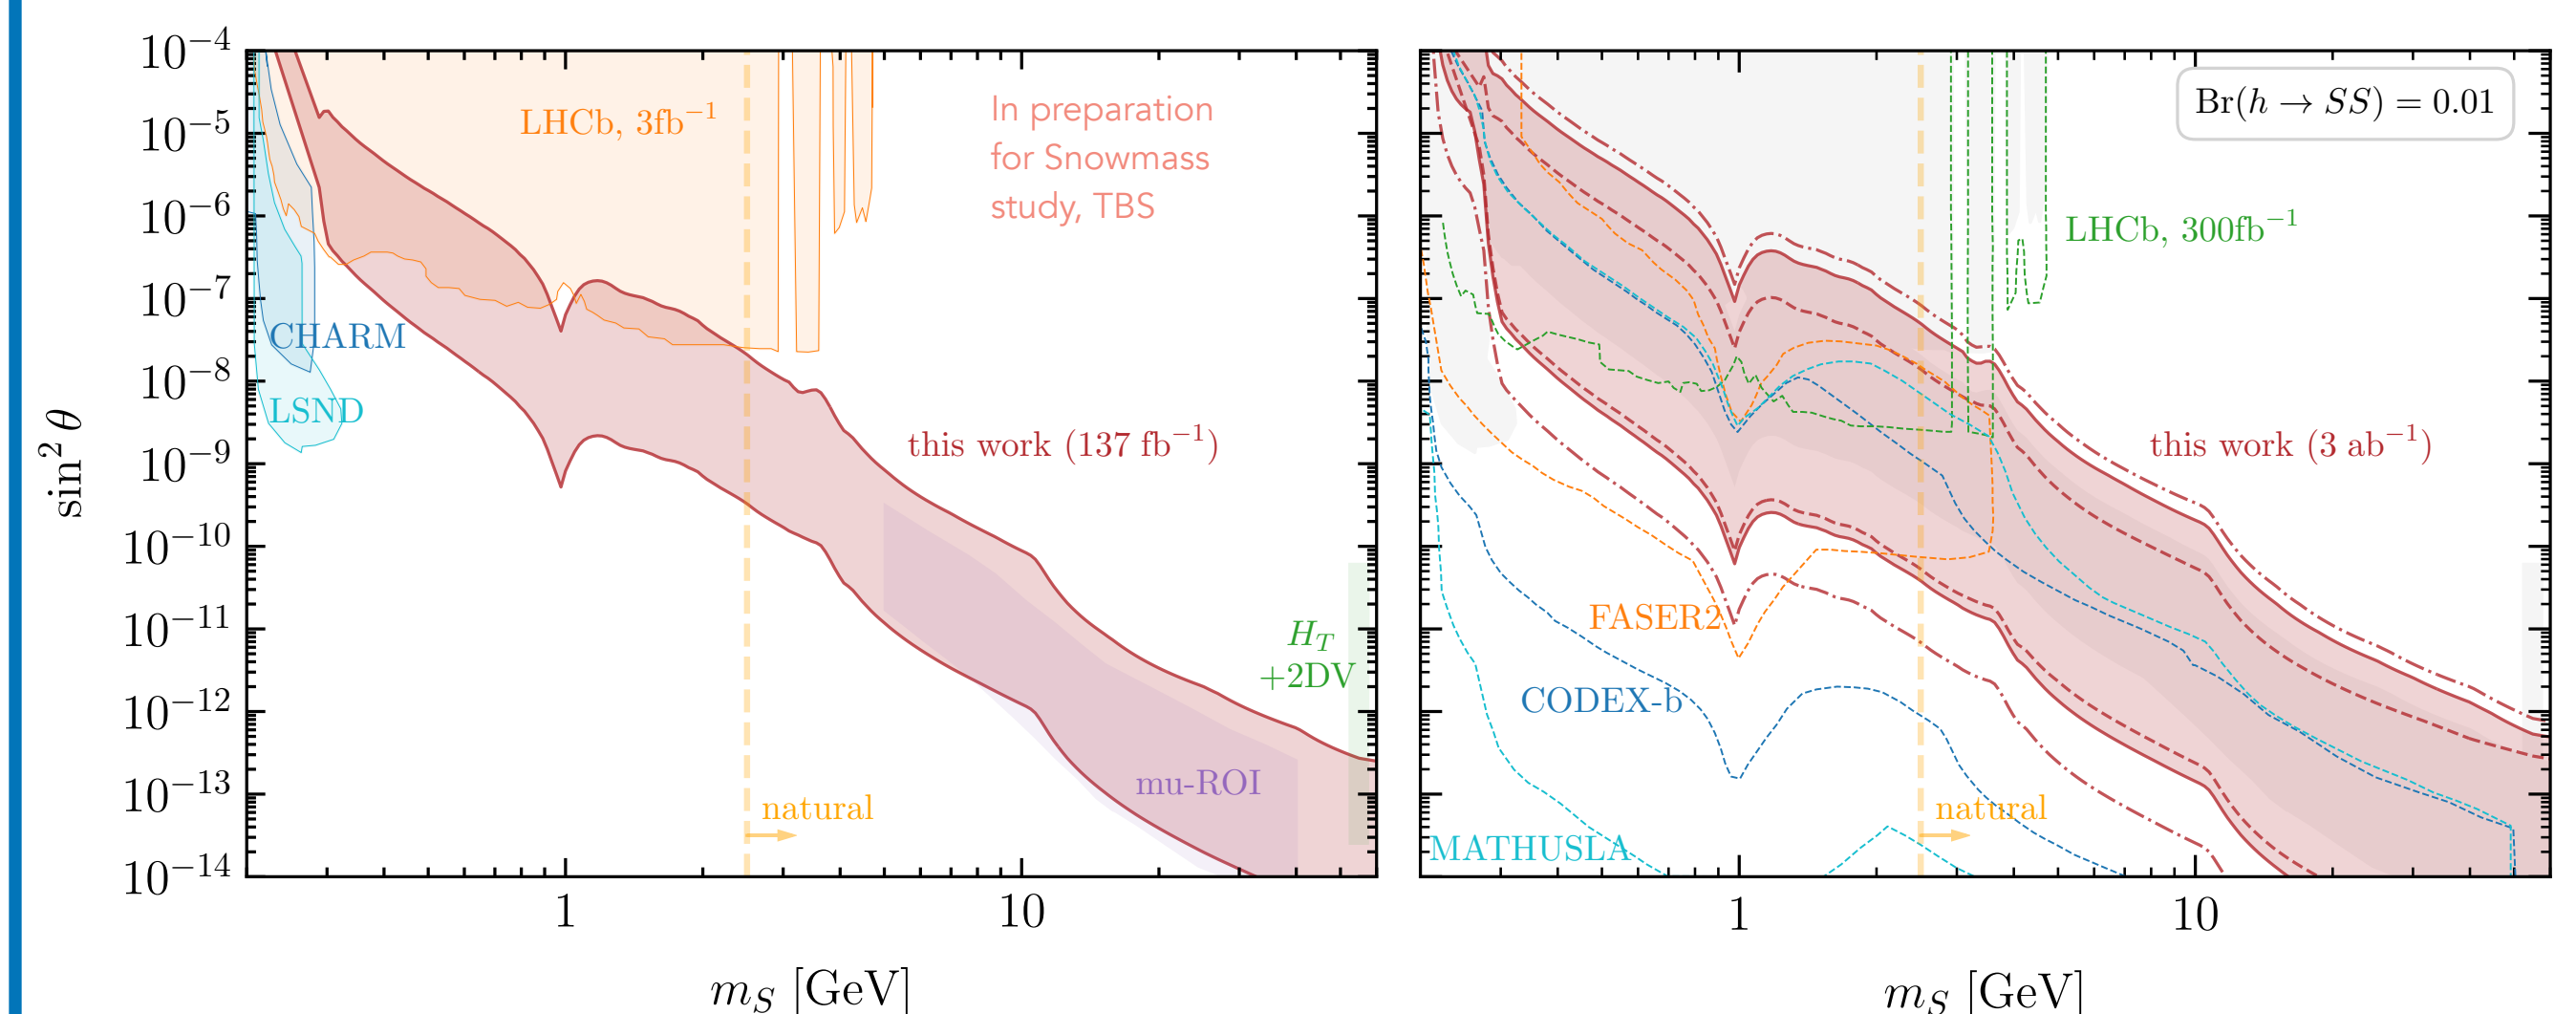 10⁻⁴
10⁻⁵
10⁻⁶
10⁻⁷
10⁻⁸
10⁻⁹
10⁻¹⁰
10⁻¹¹
10⁻¹²
10⁻¹³
10⁻¹⁴
sin² θ
LHCb, 3fb⁻¹
In preparation
for Snowmass
study, TBS
CHARM
LSND
this work (137 fb⁻¹)
H_T
+2DV
mu-ROI
natural
1
10
m_S [GeV]
Br(h → SS) = 0.01
LHCb, 300fb⁻¹
this work (3 ab⁻¹)
FASER2
CODEX-b
natural
MATHUSLA
1
10
m_S [GeV]